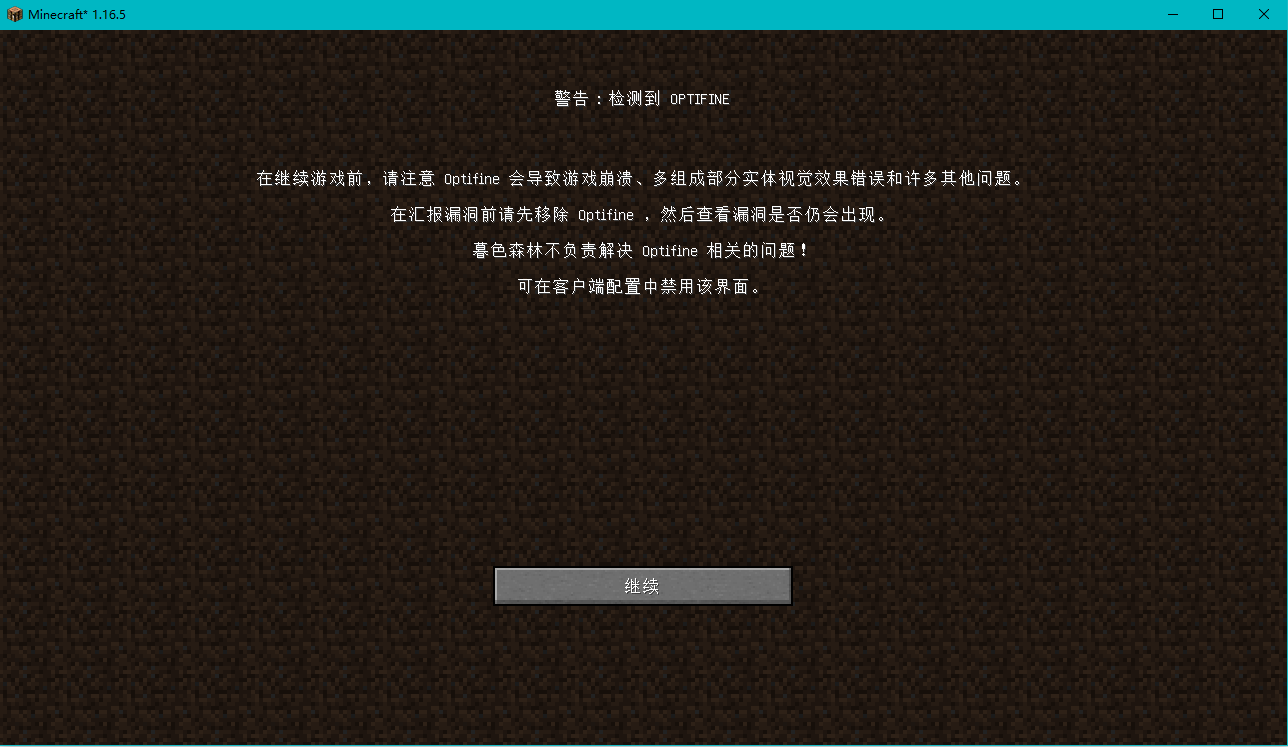 Minecraft* 1.16.5
警告：检测到 OPTIFINE
在继续游戏前，请注意 Optifine 会导致游戏崩溃、多组成部分实体视觉效果错误和许多其他问题。
在汇报漏洞前请先移除 Optifine ，然后查看漏洞是否仍会出现。
暮色森林不负责解决 Optifine 相关的问题！
可在客户端配置中禁用该界面。
继续